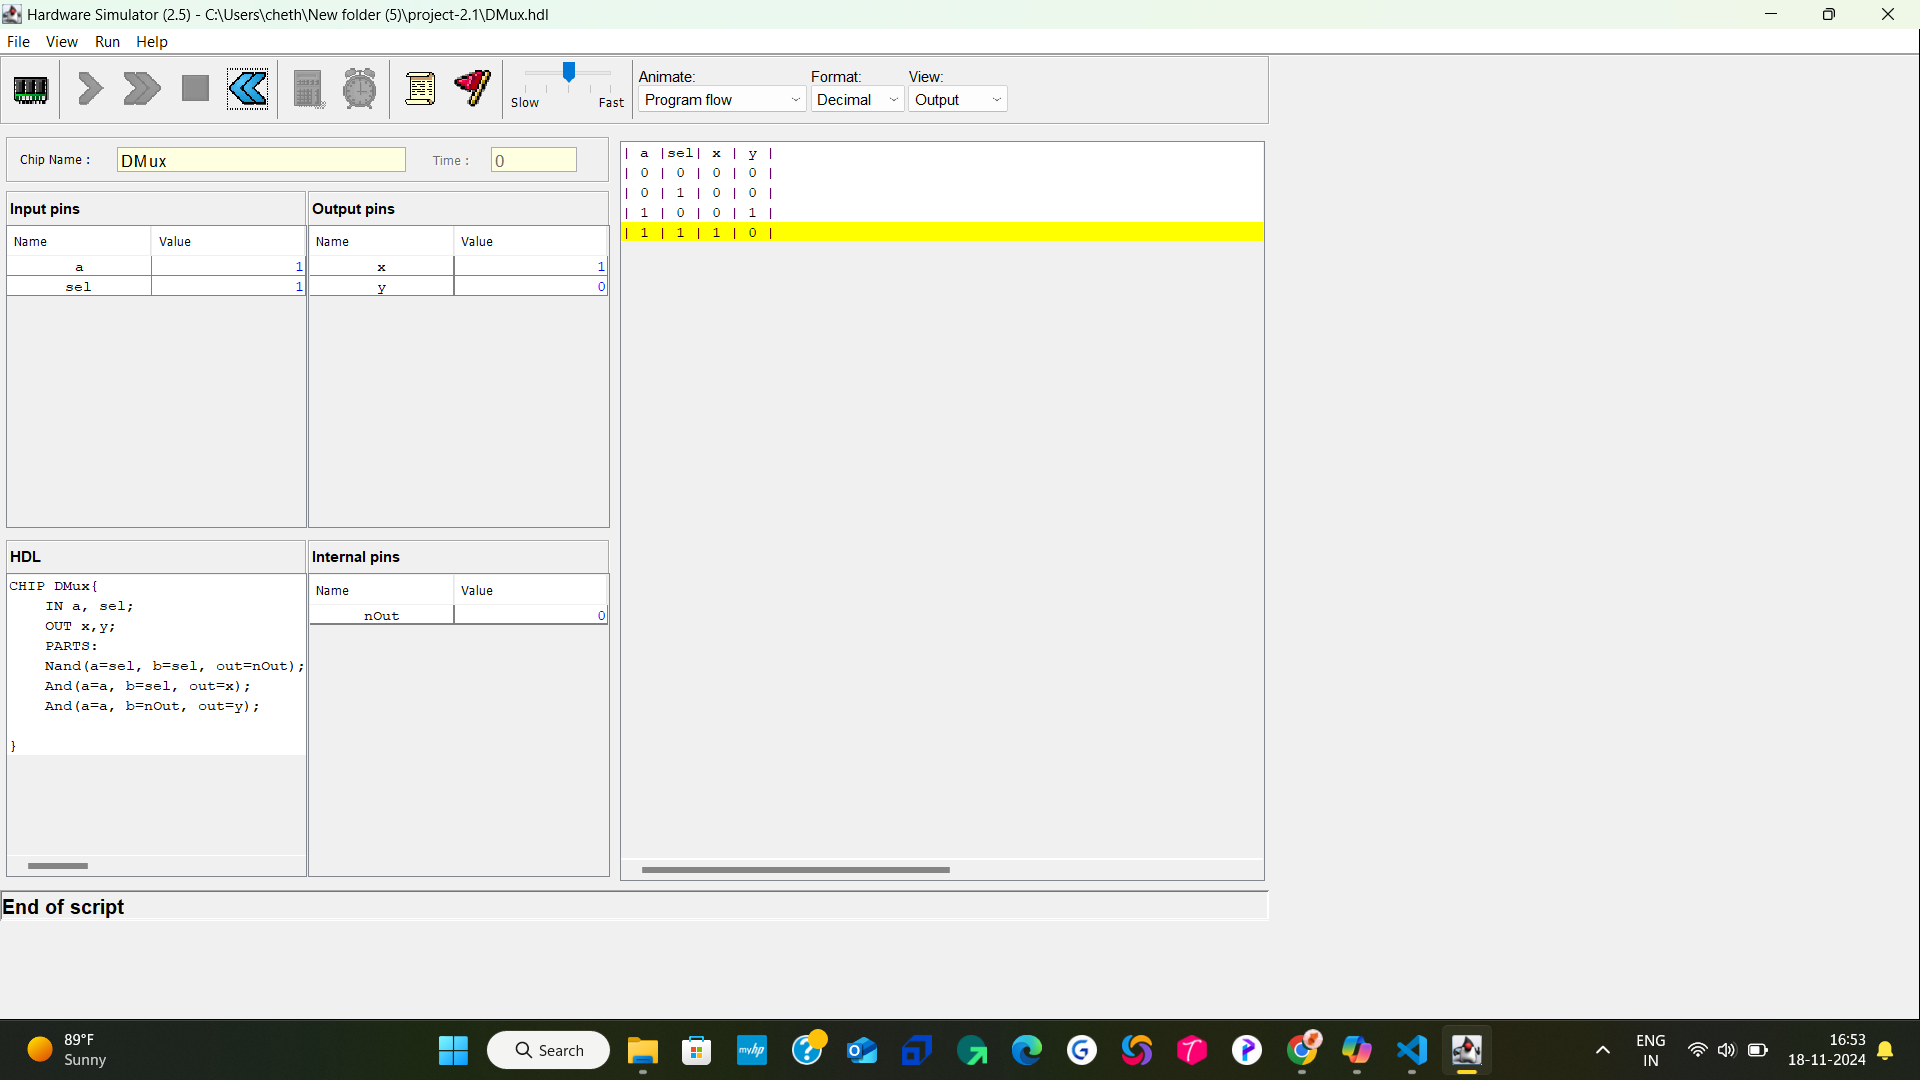 Hardware Simulator (2.5) - C:\Users\cheth\New folder (5)\project-2.1\DMux.hdl
File View Run Help
Slow Fast
Animate: Format: View:
Program flow Decimal Output
Chip Name : DMux Time : 0
Input pins Output pins
Name Value Name Value
a 1 x 1
sel 1 y 0
| a |sel| x | y |
| 0 | 0 | 0 | 0 |
| 0 | 1 | 0 | 0 |
| 1 | 0 | 0 | 1 |
| 1 | 1 | 1 | 0 |
HDL
CHIP DMux{
IN a, sel;
OUT x,y;
PARTS:
Nand(a=sel, b=sel, out=nOut);
And(a=a, b=sel, out=x);
And(a=a, b=nOut, out=y);
}
Internal pins
Name Value
nOut 0
End of script
89°F
Sunny
Search
myhp
ENG
IN
16:53
18-11-2024